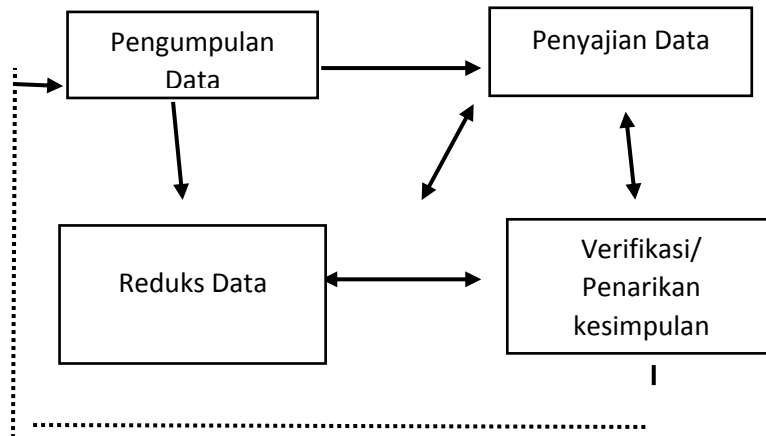 Pengumpulan
Data
Penyajian Data
Reduks Data
Verifikasi/
Penarikan
kesimpulan